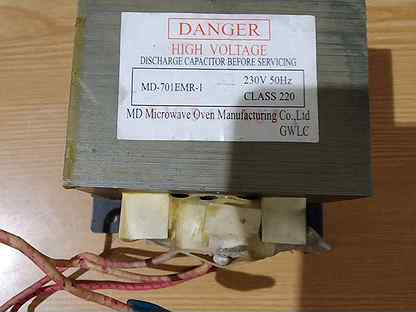 DANGER
HIGH VOLTAGE
DISCHARGE CAPACITOR BEFORE SERVICING
MD-701EMR-1 230V 50Hz
CLASS 220
MD Microwave Oven Manufacturing Co.,Ltd
GWLC